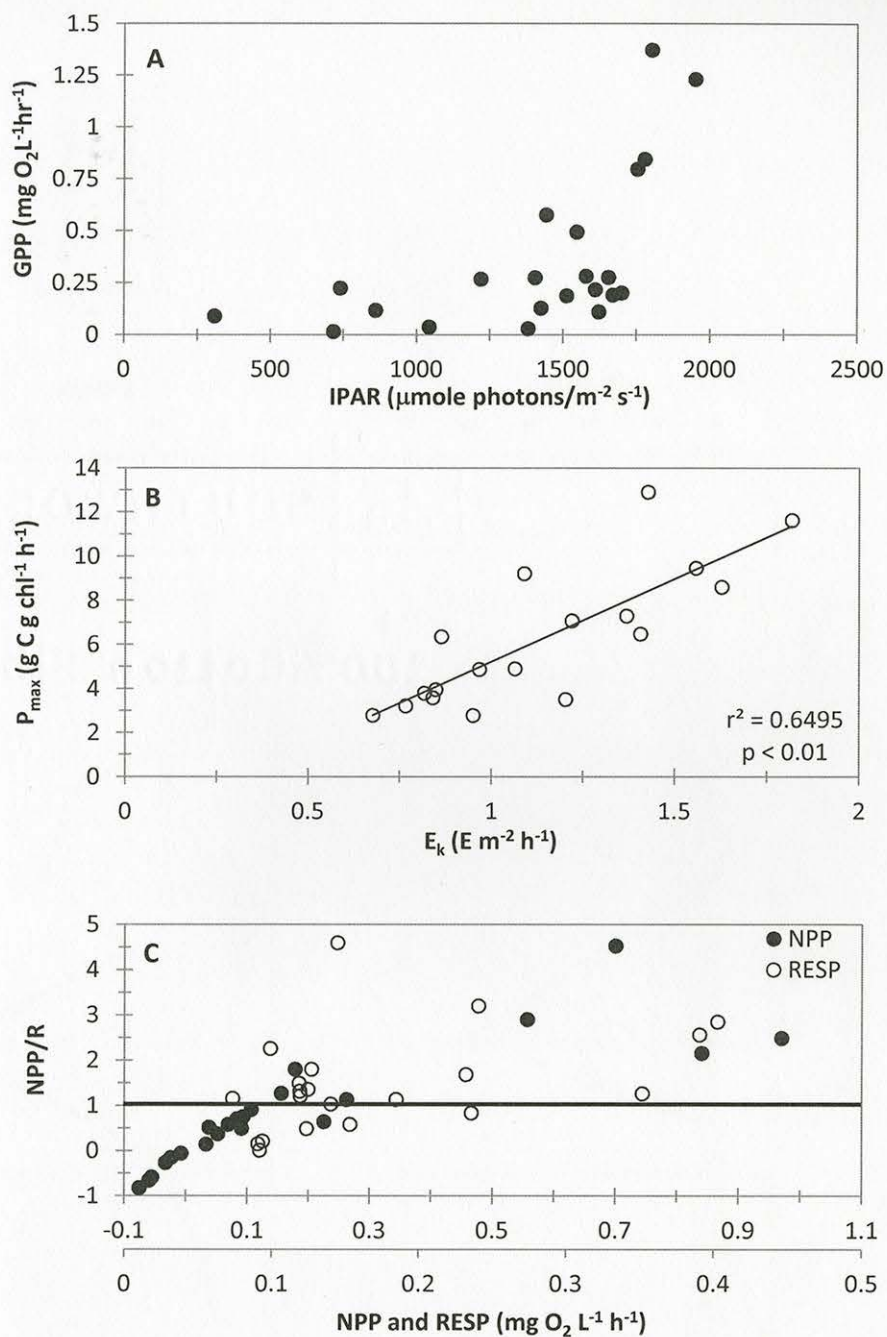 A
GPP (mg O₂L⁻¹hr⁻¹)
1.5
1.25
1
0.75
0.5
0.25
0
0 500 1000 1500 2000 2500
IPAR (μmole photons/m⁻² s⁻¹)
B
Pmax (g C g chl⁻¹ h⁻¹)
14
12
10
8
6
4
2
0
r² = 0.6495
p < 0.01
0 0.5 1 1.5 2
Eₖ (E m⁻² h⁻¹)
C
NPP/R
NPP
RESP
5
4
3
2
1
0
-1
-0.1 0.1 0.3 0.5 0.7 0.9 1.1
0 0.1 0.2 0.3 0.4 0.5
NPP and RESP (mg O₂ L⁻¹ h⁻¹)